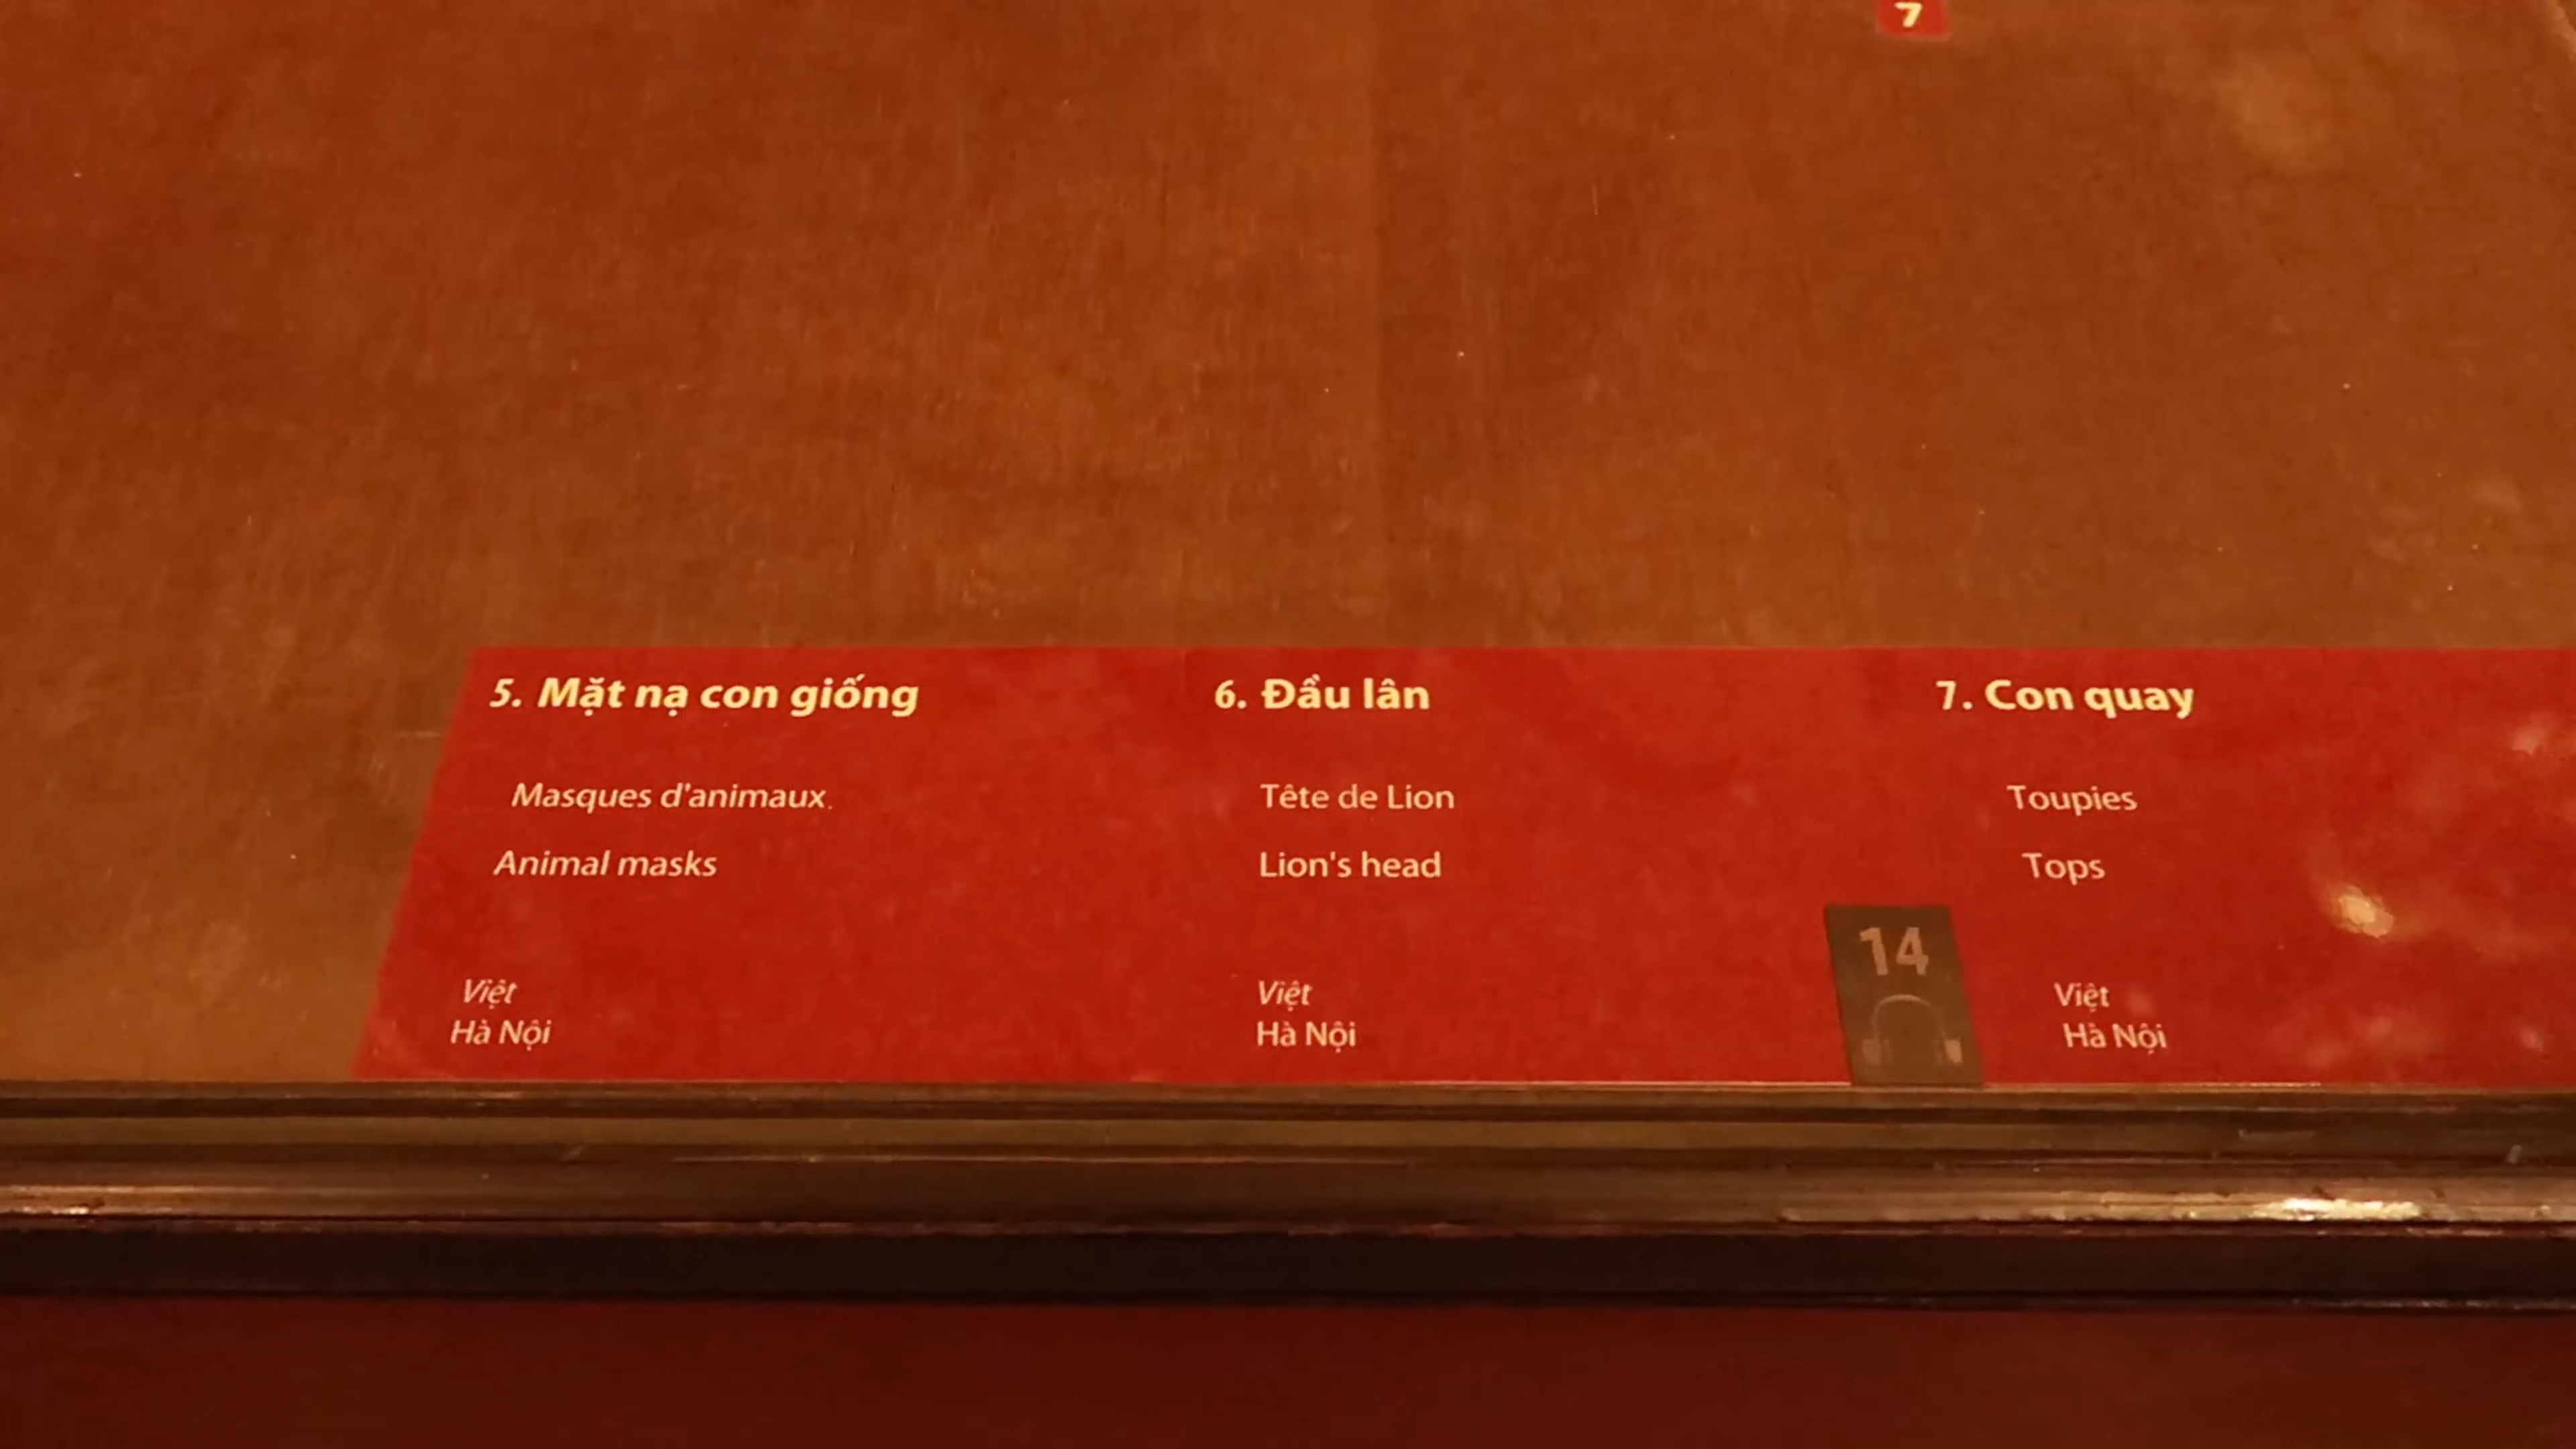 7
5. Mặt nạ con giống
Masques d'animaux.
Animal masks
Việt
Hà Nội
6. Đầu lân
Tête de Lion
Lion's head
Việt
Hà Nội
7. Con quay
Toupies
Tops
Việt
Hà Nội
14